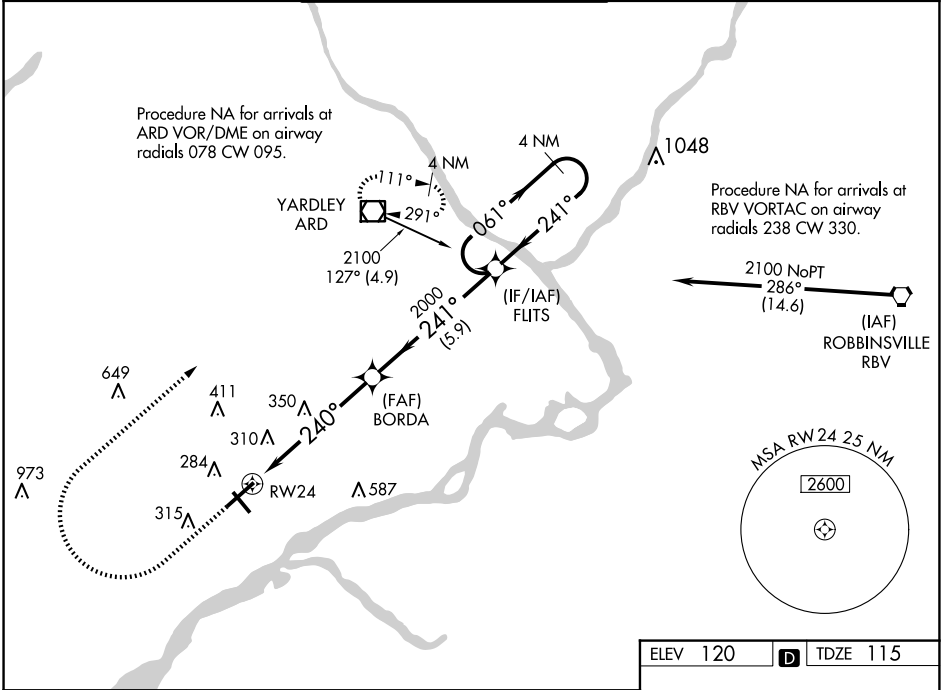 Procedure NA for arrivals at
ARD VOR/DME on airway
radials 078 CW 095.
4 NM
4 NM
1048
111°
291°
YARDLEY
ARD
061°
241°
Procedure NA for arrivals at
RBV VORTAC on airway
radials 238 CW 330.
2100
127° (4.9)
2100 NoPT
286°
(14.6)
(IF/IAF)
FLITS
(IAF)
ROBBINSVILLE
RBV
2000
241°
(5.9)
649
411
350
(FAF)
BORDA
240°
310
284
973
RW24
587
315
MSA RW 24 25 NM
2600
ELEV 120
D
TDZE 115